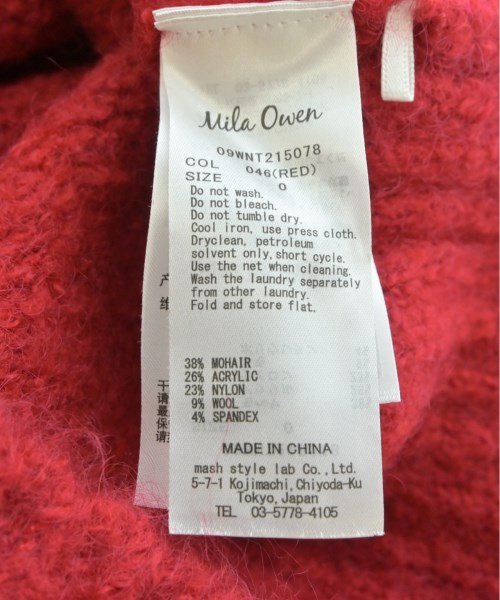 Mila Owen
09WNT215078
COL 046(RED)
SIZE 0
Do not wash.
Do not bleach.
Do not tumble dry.
Cool iron, use press cloth.
Dryclean, petroleum
solvent only, short cycle.
Use the net when cleaning.
Wash the laundry separately
from other laundry.
Fold and store flat.
38% MOHAIR
26% ACRYLIC
23% NYLON
9% WOOL
4% SPANDEX
MADE IN CHINA
mash style lab Co.,Ltd.
5-7-1 Kojimachi,Chiyoda-Ku
Tokyo,Japan
TEL 03-5778-4105